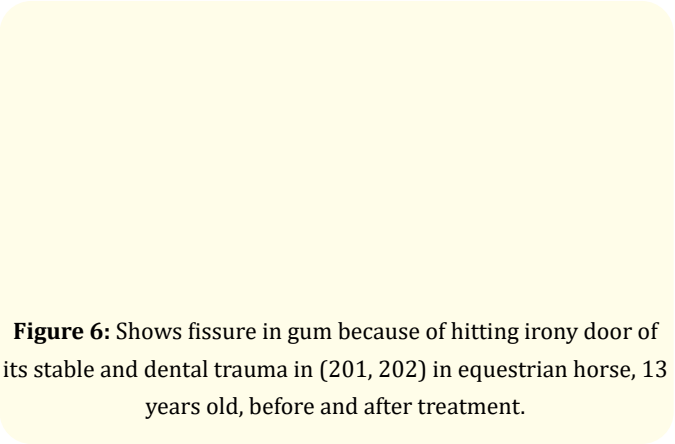 Figure 6: Shows fissure in gum because of hitting irony door of
its stable and dental trauma in (201, 202) in equestrian horse, 13
years old, before and after treatment.